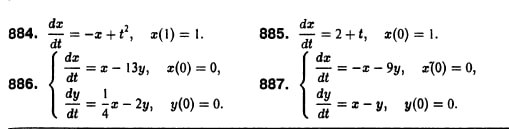 884. dx/dt = -x + t², x(1) = 1. 885. dx/dt = 2 + t, x(0) = 1.
886. { dx/dt = x - 13y, x(0) = 0, 887. { dx/dt = -x - 9y, x(0) = 0,
dy/dt = 1/4 x - 2y, y(0) = 0. dy/dt = x - y, y(0) = 0.